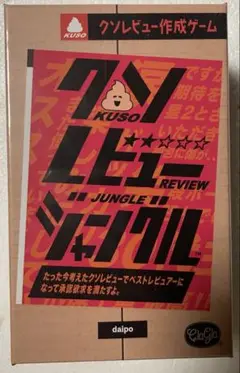 KUSO
クソレビュー作成ゲーム
クソ
KUSO
★★☆☆☆
レビュー
REVIEW
JUNGLE
ジャングル
たった今考えたクソレビューでベストレビュアーに
なって承認欲求を満たすよ。
daipo
ClaGla